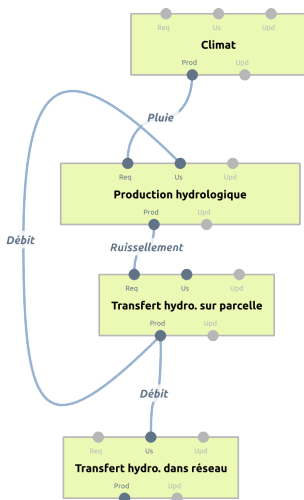 Req Us Upd
Climat
Prod Upd
Pluie
Req Us Upd
Production hydrologique
Prod Upd
Débit
Ruissellement
Req Us Upd
Transfert hydro. sur parcelle
Prod Upd
Débit
Req Us Upd
Transfert hydro. dans réseau
Prod Upd